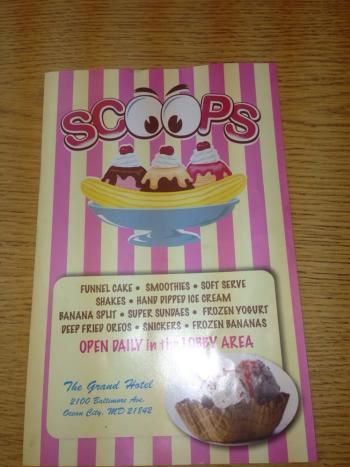 SCOOPS
FUNNEL CAKE • SMOOTHIES • SOFT SERVE
SHAKES • HAND DIPPED ICE CREAM
BANANA SPLIT • SUPER SUNDAES • FROZEN YOGURT
DEEP FRIED OREOS • SNICKERS • FROZEN BANANAS
OPEN DAILY in the LOBBY AREA
The Grand Hotel
2100 Baltimore Ave.
Ocean City, MD 21842